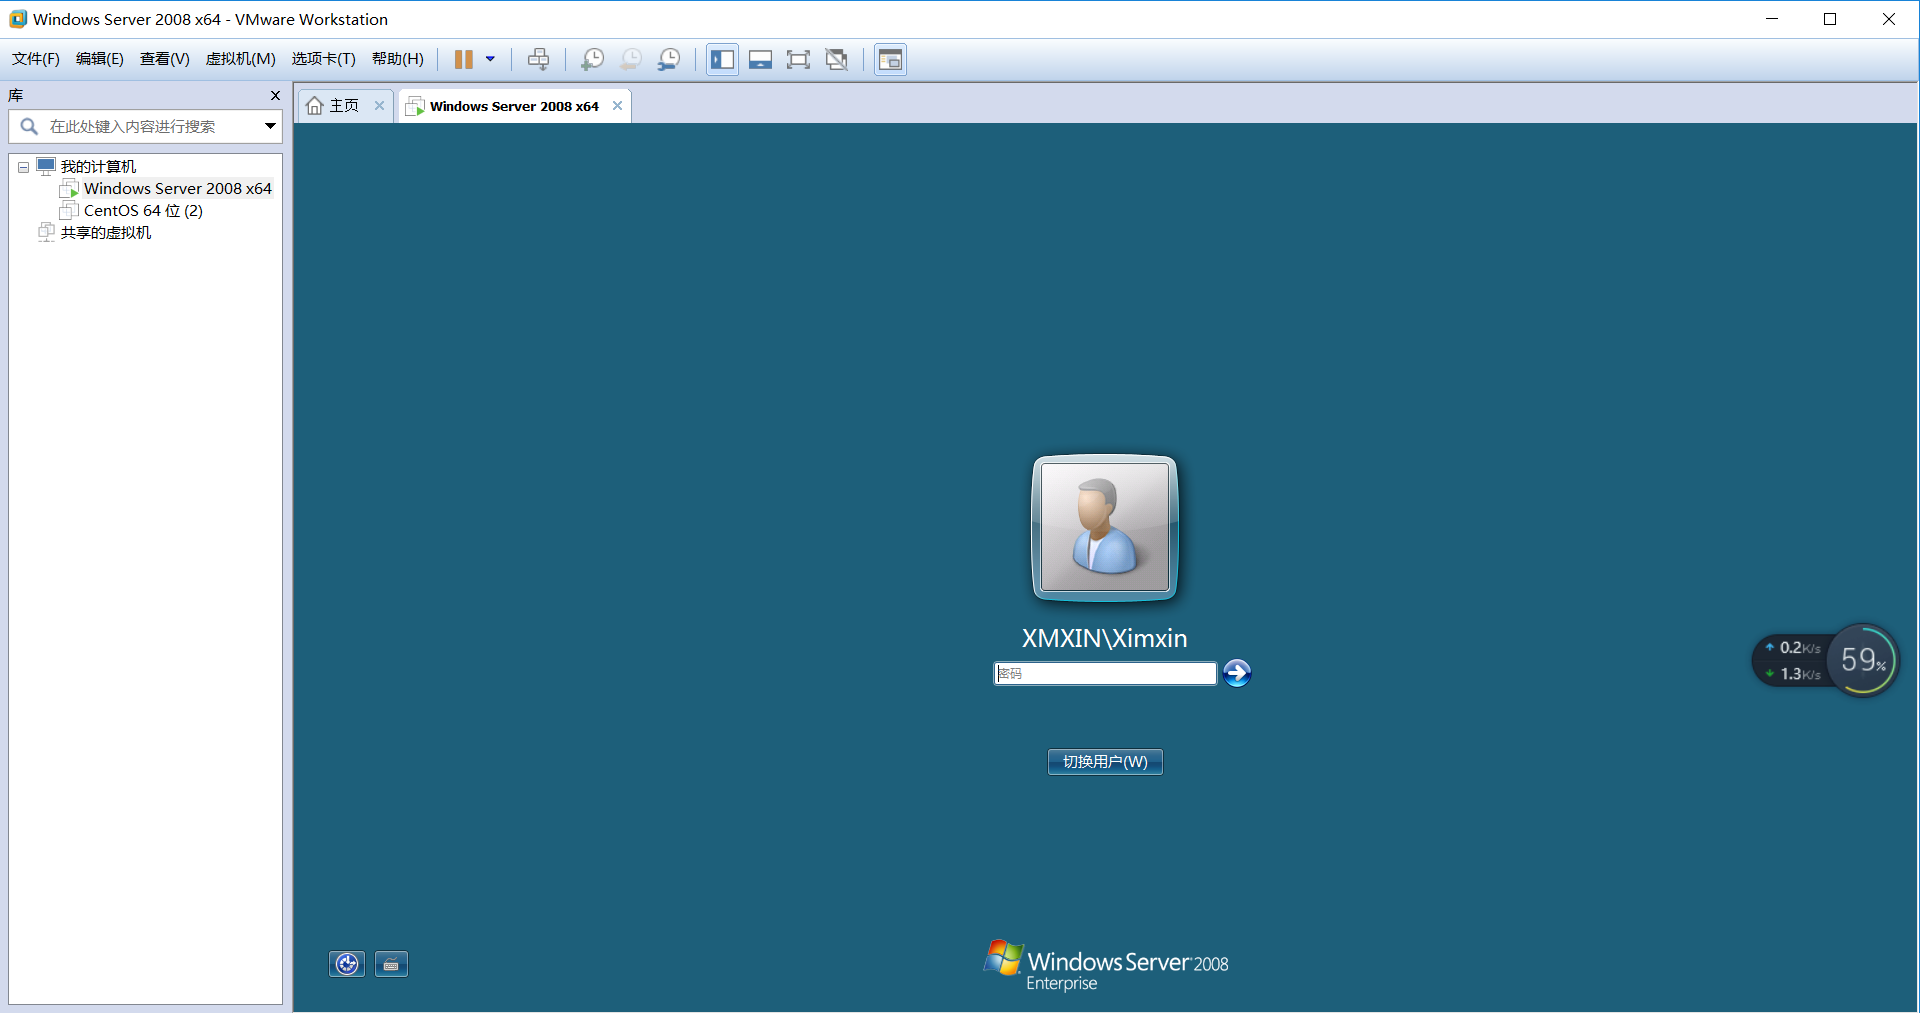 Windows Server 2008 x64 - VMware Workstation
文件(F) 编辑(E) 查看(V) 虚拟机(M) 选项卡(T) 帮助(H)
库
在此处键入内容进行搜索
我的计算机
Windows Server 2008 x64
CentOS 64 位 (2)
共享的虚拟机
主页
Windows Server 2008 x64
XMXIN\Ximxin
密码
切换用户(W)
0.2K/s
1.3K/s
59%
Windows Server 2008
Enterprise